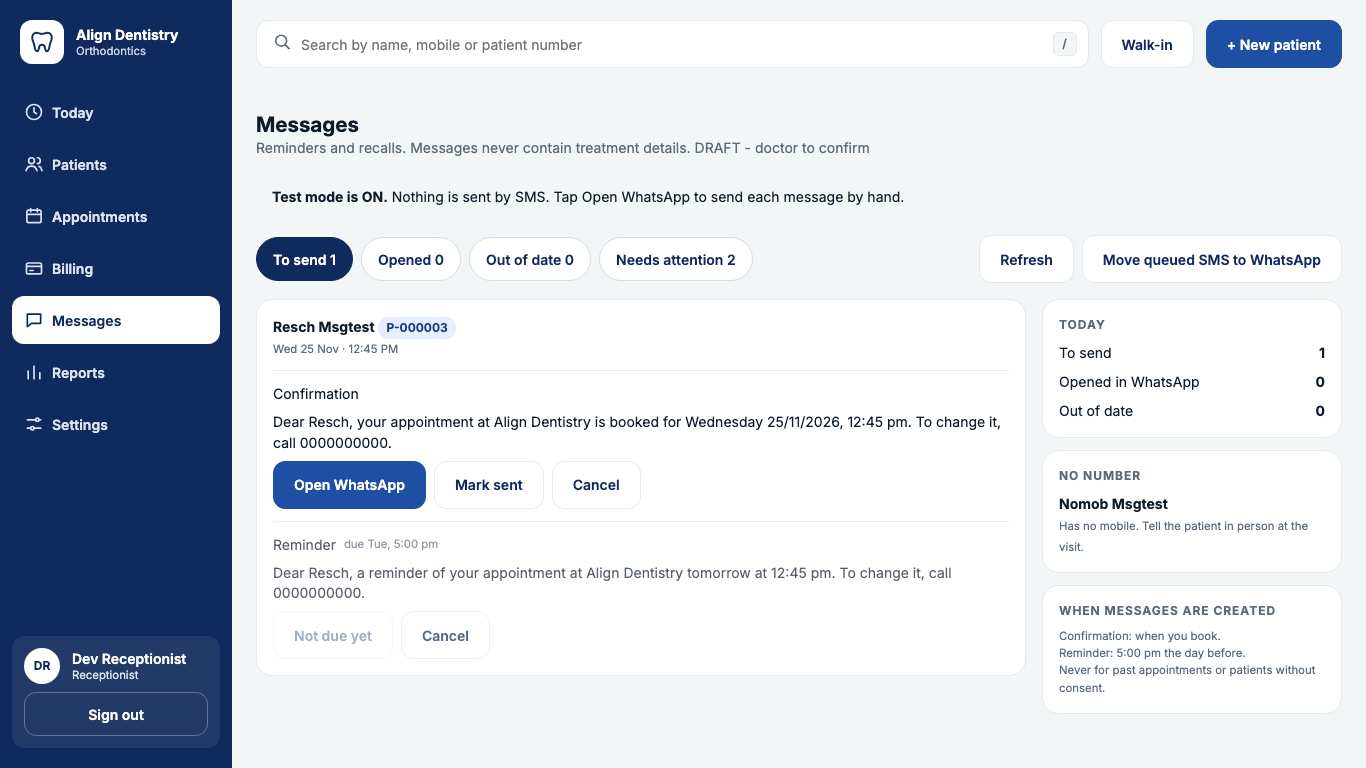 Align Dentistry
Orthodontics
Today
Patients
Appointments
Billing
Messages
Reports
Settings
DR
Dev Receptionist
Receptionist
Sign out
Search by name, mobile or patient number
/
Walk-in
+ New patient
Messages
Reminders and recalls. Messages never contain treatment details. DRAFT - doctor to confirm
Test mode is ON. Nothing is sent by SMS. Tap Open WhatsApp to send each message by hand.
To send 1
Opened 0
Out of date 0
Needs attention 2
Refresh
Move queued SMS to WhatsApp
Resch Msgtest P-000003
Wed 25 Nov · 12:45 PM
Confirmation
Dear Resch, your appointment at Align Dentistry is booked for Wednesday 25/11/2026, 12:45 pm. To change it,
call 0000000000.
Open WhatsApp
Mark sent
Cancel
Reminder due Tue, 5:00 pm
Dear Resch, a reminder of your appointment at Align Dentistry tomorrow at 12:45 pm. To change it, call
0000000000.
Not due yet
Cancel
TODAY
To send 1
Opened in WhatsApp 0
Out of date 0
NO NUMBER
Nomob Msgtest
Has no mobile. Tell the patient in person at the
visit.
WHEN MESSAGES ARE CREATED
Confirmation: when you book.
Reminder: 5:00 pm the day before.
Never for past appointments or patients without
consent.